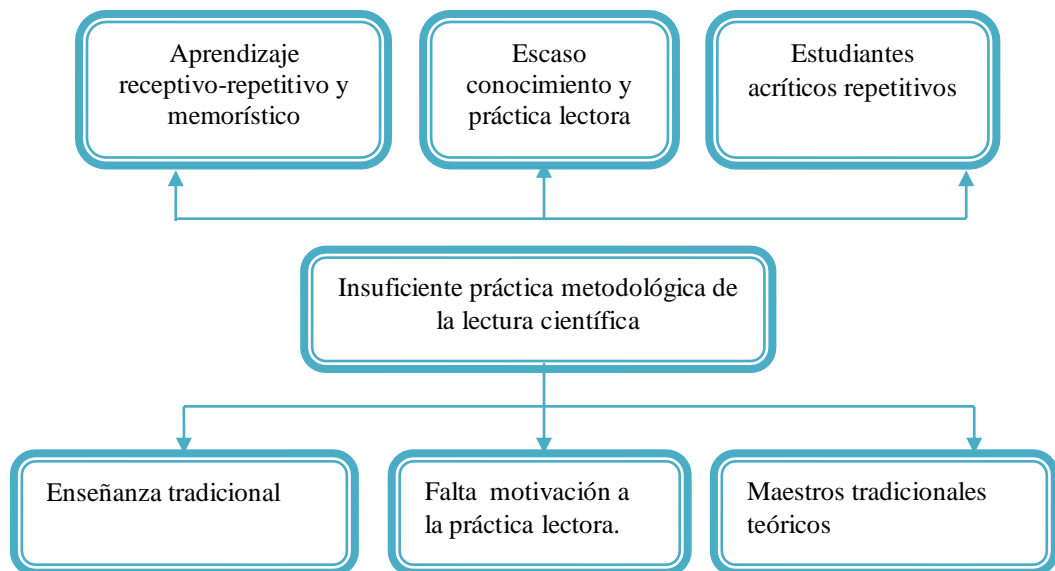 Aprendizaje
receptivo-repetitivo y
memorístico
Escaso
conocimiento y
práctica lectora
Estudiantes
acríticos repetitivos
Insuficiente práctica metodológica de
la lectura científica
Enseñanza tradicional
Falta  motivación a
la práctica lectora.
Maestros tradicionales
teóricos